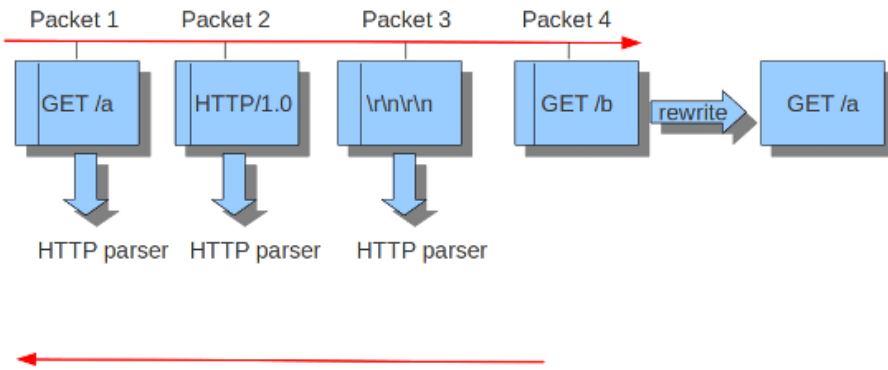 Packet 1 Packet 2 Packet 3 Packet 4
GET /a HTTP/1.0 \r\n\r\n GET /b rewrite GET /a
HTTP parser HTTP parser HTTP parser